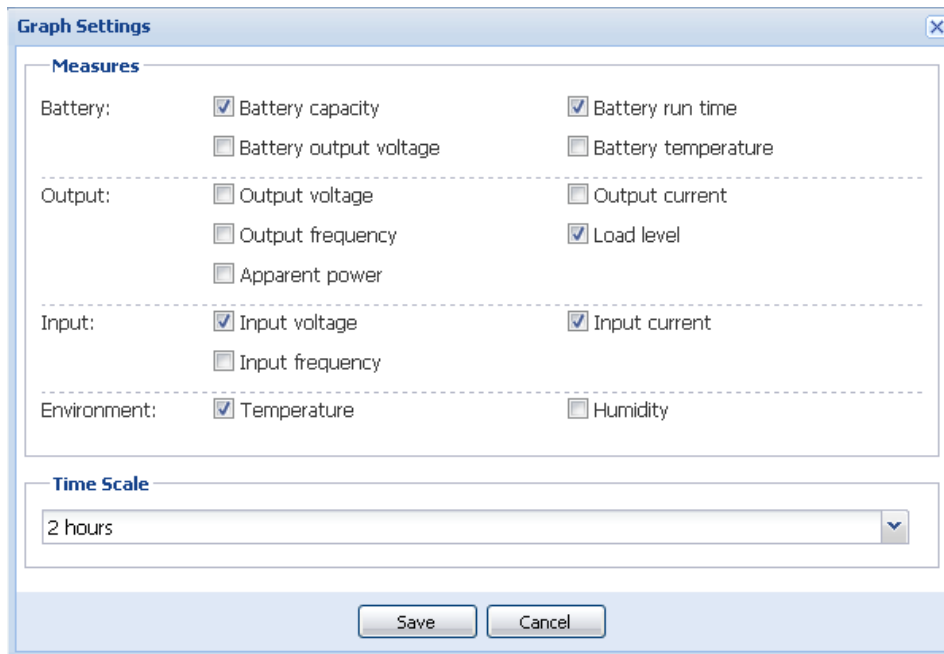 Graph Settings
Measures
Battery: Battery capacity Battery run time
Battery output voltage Battery temperature
Output: Output voltage Output current
Output frequency Load level
Apparent power
Input: Input voltage Input current
Input frequency
Environment: Temperature Humidity
Time Scale
2 hours
Save Cancel